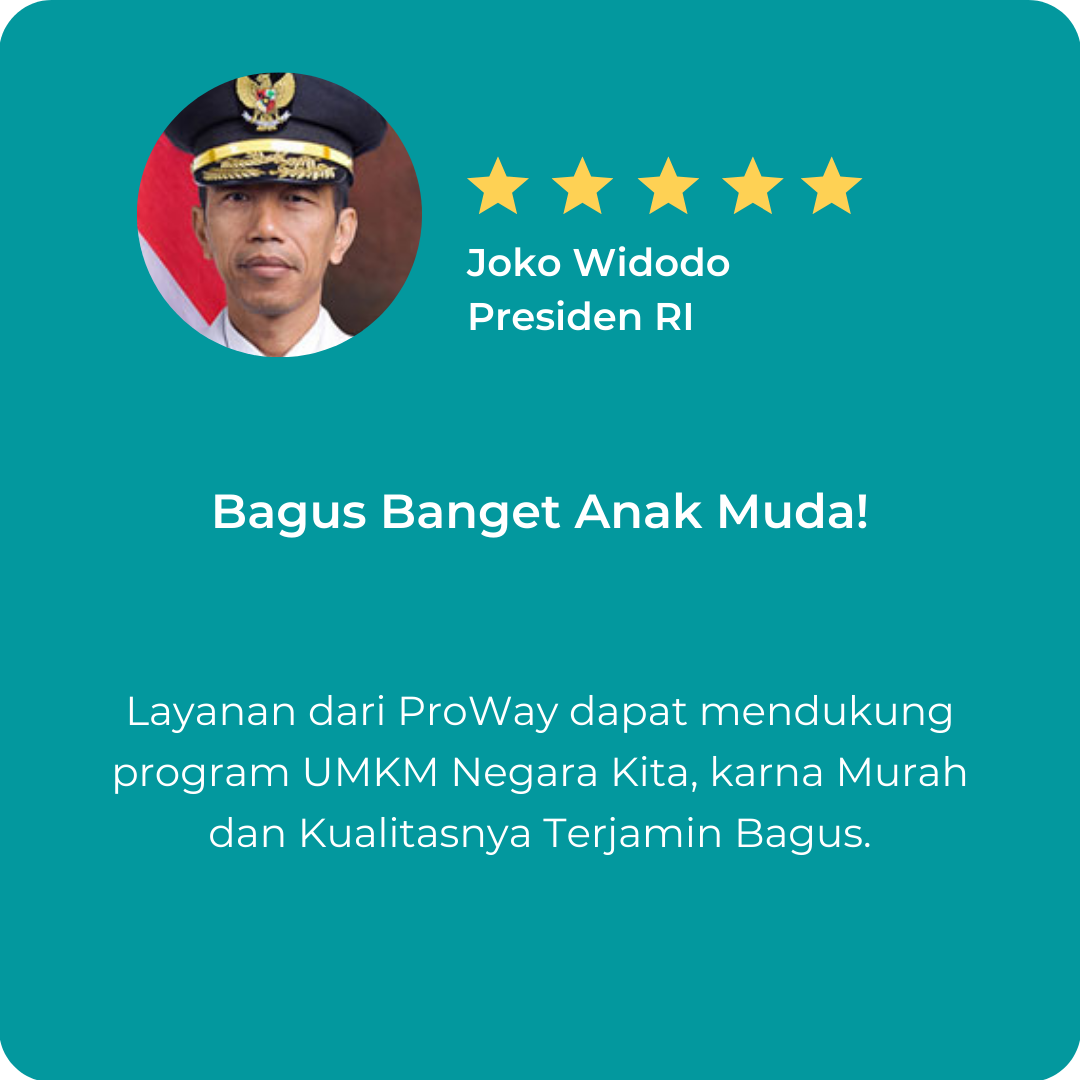 Joko Widodo
Presiden RI
Bagus Banget Anak Muda!
Layanan dari ProWay dapat mendukung
program UMKM Negara Kita, karna Murah
dan Kualitasnya Terjamin Bagus.